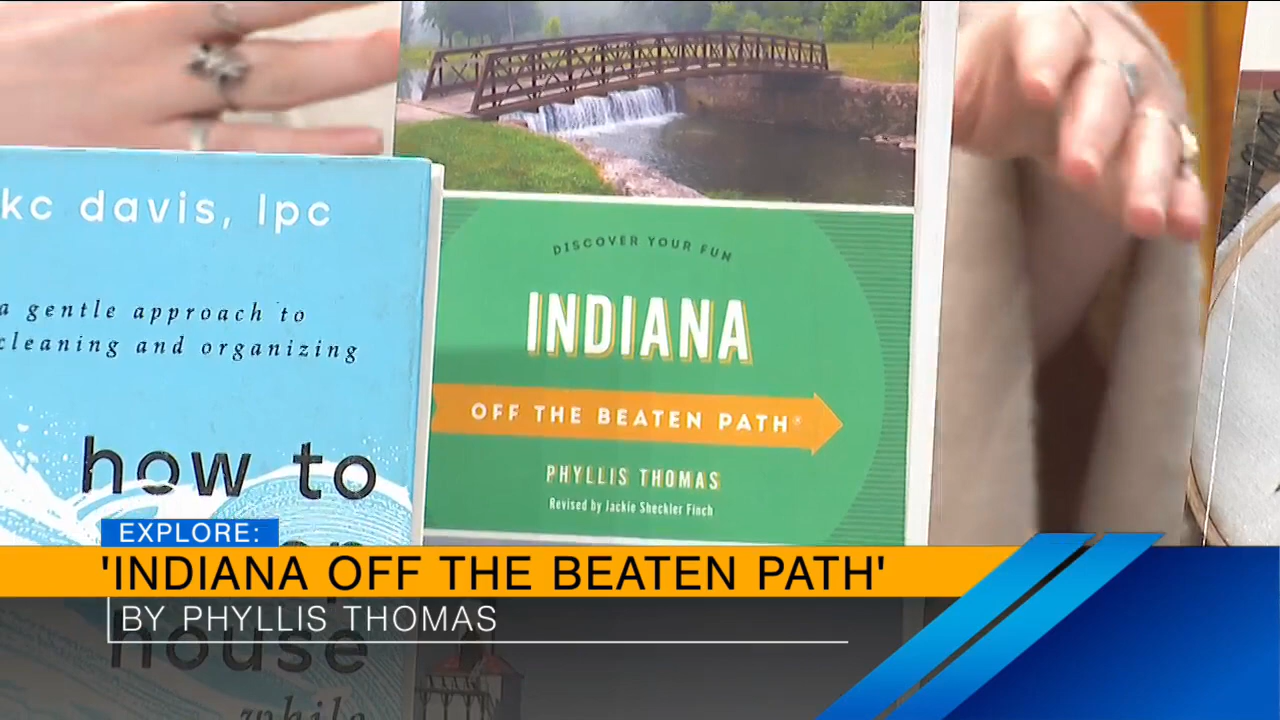 kc davis, lpc
a gentle approach to
cleaning and organizing
how to
house
while
DISCOVER YOUR FUN
INDIANA
OFF THE BEATEN PATH®
PHYLLIS THOMAS
Revised by Jackie Sheckler Finch
EXPLORE:
'INDIANA OFF THE BEATEN PATH'
BY PHYLLIS THOMAS